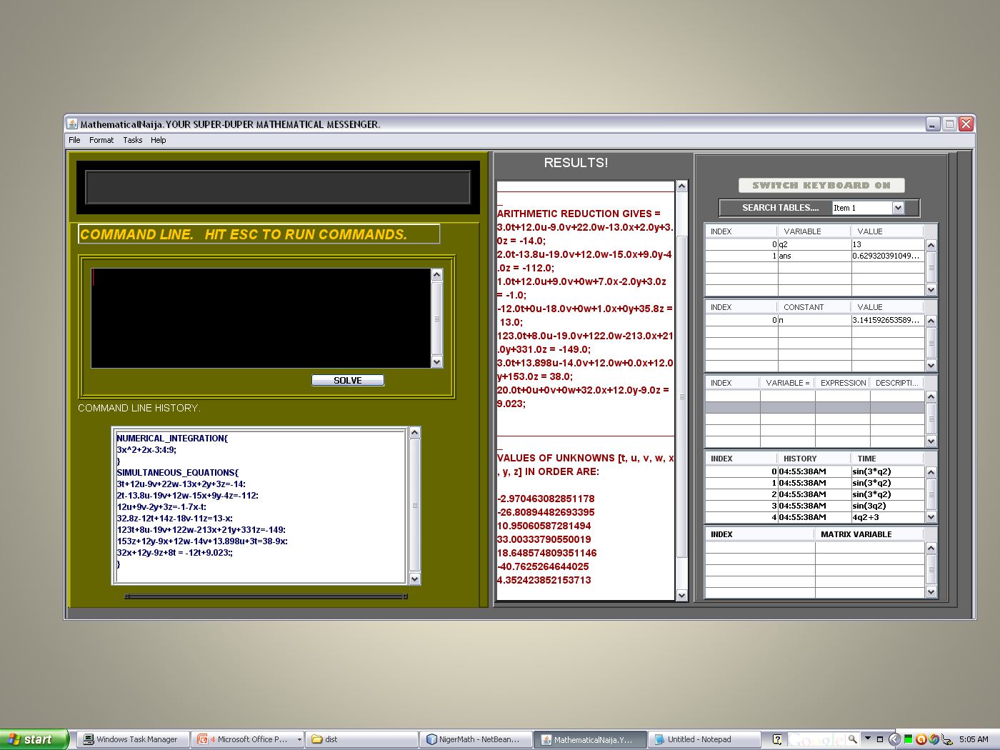 MathematicalNaija.YOUR SUPER-DUPER MATHEMATICAL MESSENGER.
File Format Tasks Help
COMMAND LINE. HIT ESC TO RUN COMMANDS.
SOLVE
COMMAND LINE HISTORY.
NUMERICAL_INTEGRATION{
3x^2+2x-3:4:9;
}
SIMULTANEOUS_EQUATIONS{
3t+12u-9v+22w-13x+2y+3z=-14:
2t-13.8u-19v+12w-15x+9y-4z=-112:
12u+9v-2y+3z=-1-7x-t:
32.8z-12t+14z-18v-11z=13-x:
123t+8u-19v+122w-213x+21y+331z=-149:
153z+12y-9x+12w-14v+13.898u+3t=38-9x:
32x+12y-9z+8t = -12t+9.023:;
}
RESULTS!
_
ARITHMETIC REDUCTION GIVES =
3.0t+12.0u-9.0v+22.0w-13.0x+2.0y+3.
0z = -14.0;
2.0t-13.8u-19.0v+12.0w-15.0x+9.0y-4
.0z = -112.0;
1.0t+12.0u+9.0v+0w+7.0x-2.0y+3.0z
= -1.0;
-12.0t+0u-18.0v+0w+1.0x+0y+35.8z =
13.0;
123.0t+8.0u-19.0v+122.0w-213.0x+21
.0y+331.0z = -149.0;
3.0t+13.898u-14.0v+12.0w+0.0x+12.0
y+153.0z = 38.0;
20.0t+0u+0v+0w+32.0x+12.0y-9.0z =
9.023;
_
VALUES OF UNKNOWNS [t, u, v, w, x
, y, z] IN ORDER ARE:
-2.970463082851178
-26.80894482693395
10.95060587281494
33.00333790550019
18.648574809351146
-40.7625264644025
4.352423852153713
SWITCH KEYBOARD ON
SEARCH TABLES.... Item 1
INDEX VARIABLE VALUE
0 q2 13
1 ans 0.629320391049...
INDEX CONSTANT VALUE
0 π 3.141592653589...
INDEX VARIABLE = EXPRESSION DESCRIPTI...
INDEX HISTORY TIME
0 04:55:38AM sin(3*q2)
1 04:55:38AM sin(3*q2)
2 04:55:38AM sin(3*q2)
3 04:55:38AM sin(3q2)
4 04:55:38AM 4q2+3
INDEX MATRIX VARIABLE
start Windows Task Manager 4 Microsoft Office P... dist NigerMath - NetBean... MathematicalNaija.Y... Untitled - Notepad Google 5:05 AM